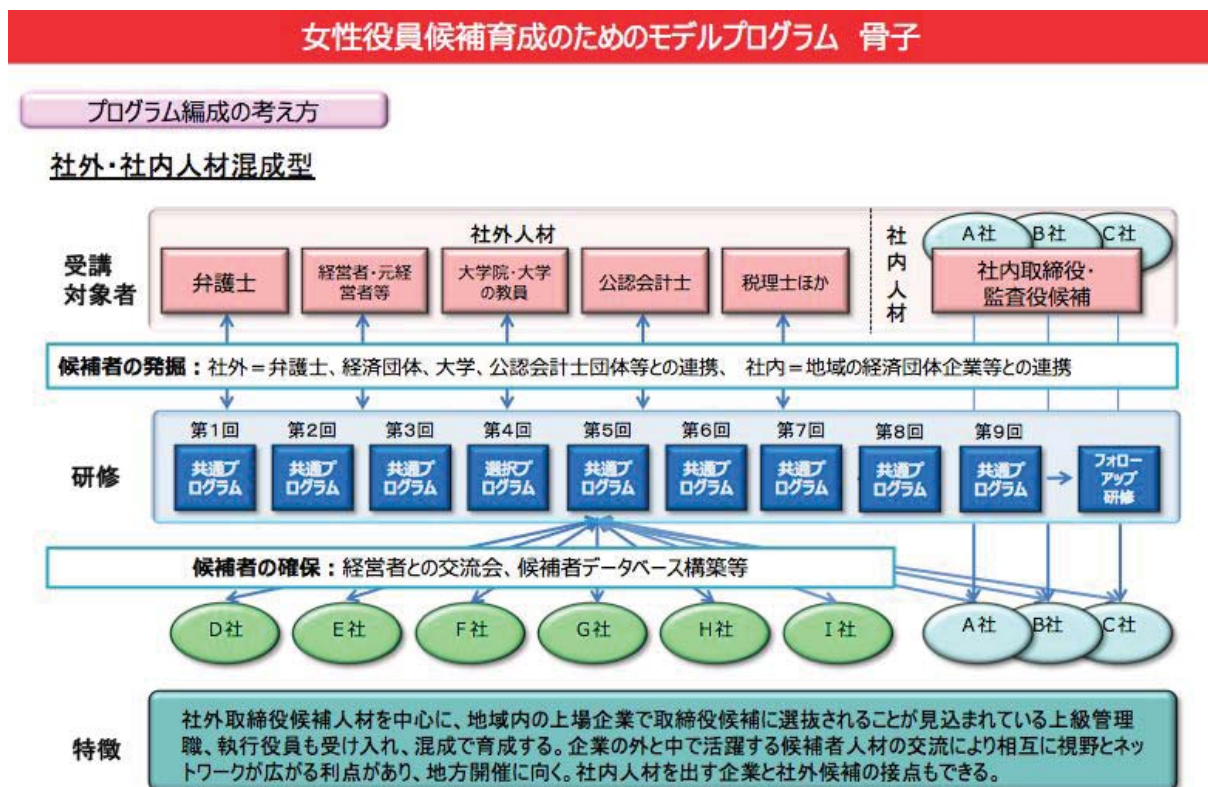 女性役員候補育成のためのモデルプログラム 骨子
プログラム編成の考え方
社外・社内人材混成型
受講
対象者
社外人材
弁護士
経営者・元経
営者等
大学院・大学
の教員
公認会計士
税理士ほか
社
内
人
材
A社
B社
C社
社内取締役・
監査役候補
候補者の発掘：社外＝弁護士、経済団体、大学、公認会計士団体等との連携、 社内＝地域の経済団体企業等との連携
研修
第1回
共通プ
ログラム
第2回
共通プ
ログラム
第3回
共通プ
ログラム
第4回
選択プ
ログラム
第5回
共通プ
ログラム
第6回
共通プ
ログラム
第7回
共通プ
ログラム
第8回
共通プ
ログラム
第9回
共通プ
ログラム
フォロー
アップ
研修
候補者の確保：経営者との交流会、候補者データベース構築等
D社
E社
F社
G社
H社
I社
A社
B社
C社
特徴
社外取締役候補人材を中心に、地域内の上場企業で取締役候補に選抜されることが見込まれている上級管理
職、執行役員も受け入れ、混成で育成する。企業の外と中で活躍する候補者人材の交流により相互に視野とネッ
トワークが広がる利点があり、地方開催に向く。社内人材を出す企業と社外候補の接点もできる。